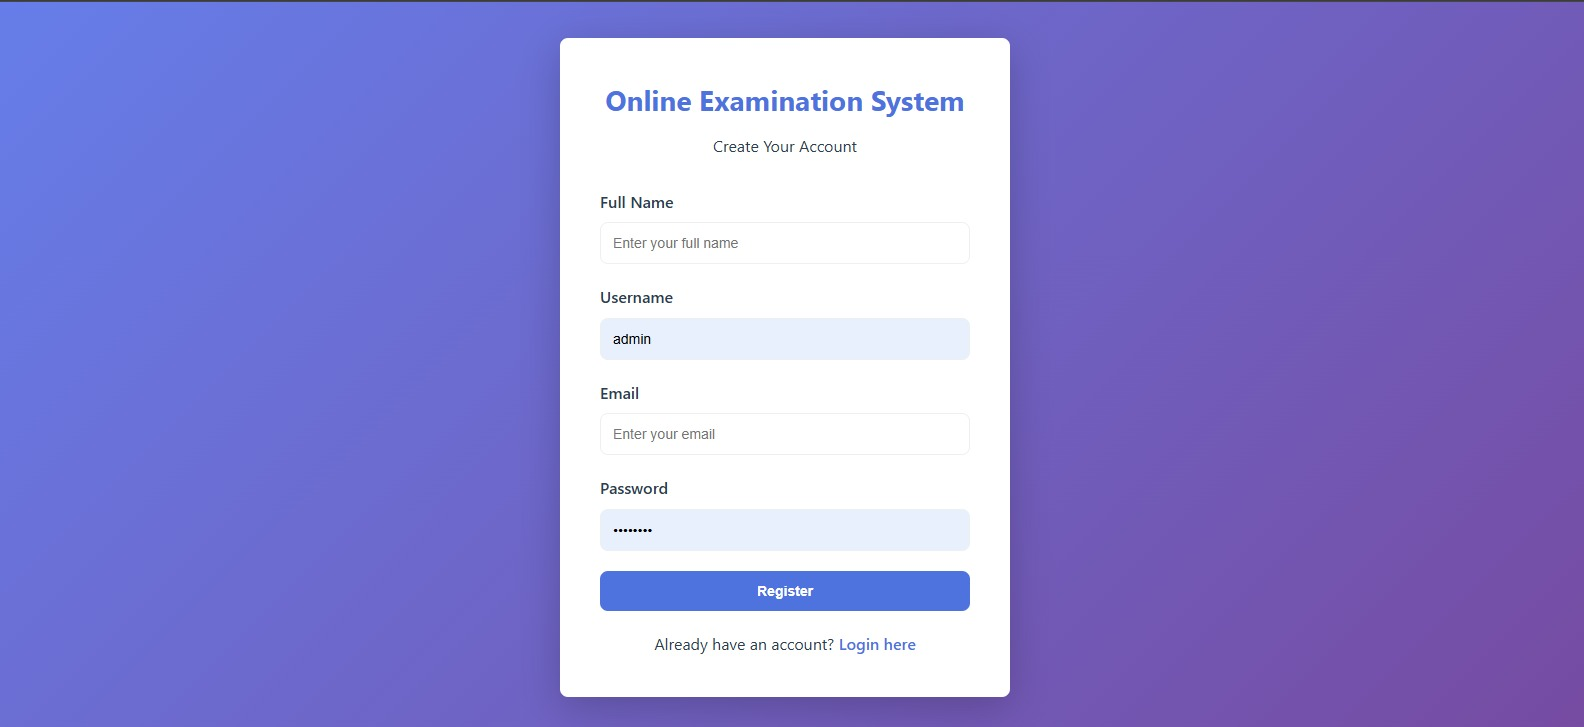 Online Examination System
Create Your Account
Full Name
Enter your full name
Username
admin
Email
Enter your email
Password
••••••••
Register
Already have an account? Login here